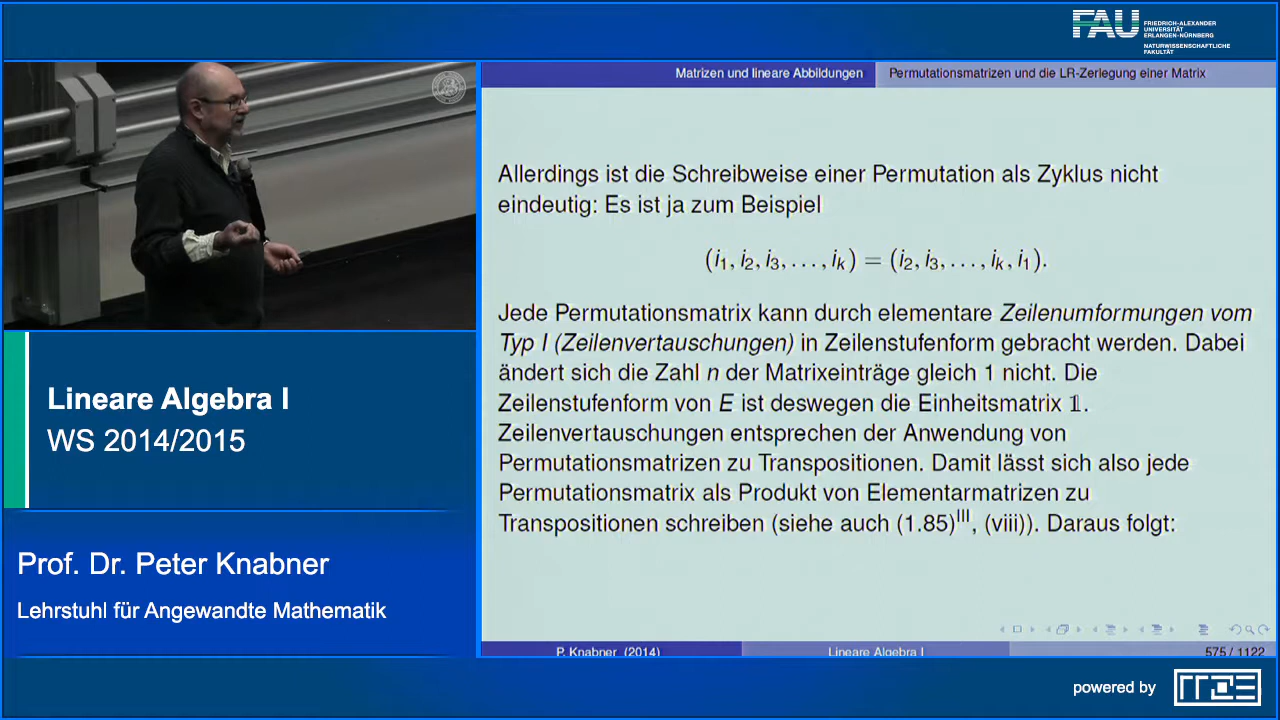 FAU
FRIEDRICH-ALEXANDER
UNIVERSITÄT
ERLANGEN-NÜRNBERG
NATURWISSENSCHAFTLICHE
FAKULTÄT
Matrizen und lineare Abbildungen
Permutationsmatrizen und die LR-Zerlegung einer Matrix
Allerdings ist die Schreibweise einer Permutation als Zyklus nicht
eindeutig: Es ist ja zum Beispiel
(i₁, i₂, i₃, . . . , iₖ) = (i₂, i₃, . . . , iₖ, i₁).
Jede Permutationsmatrix kann durch elementare Zeilenumformungen vom
Typ I (Zeilenvertauschungen) in Zeilenstufenform gebracht werden. Dabei
ändert sich die Zahl n der Matrixeinträge gleich 1 nicht. Die
Zeilenstufenform von E ist deswegen die Einheitsmatrix 𝟙.
Zeilenvertauschungen entsprechen der Anwendung von
Permutationsmatrizen zu Transpositionen. Damit lässt sich also jede
Permutationsmatrix als Produkt von Elementarmatrizen zu
Transpositionen schreiben (siehe auch (1.85)ᴵᴵᴵ, (viii)). Daraus folgt:
P. Knabner (2014)
Lineare Algebra I
575 / 1122
Lineare Algebra I
WS 2014/2015
Prof. Dr. Peter Knabner
Lehrstuhl für Angewandte Mathematik
powered by
RRZE